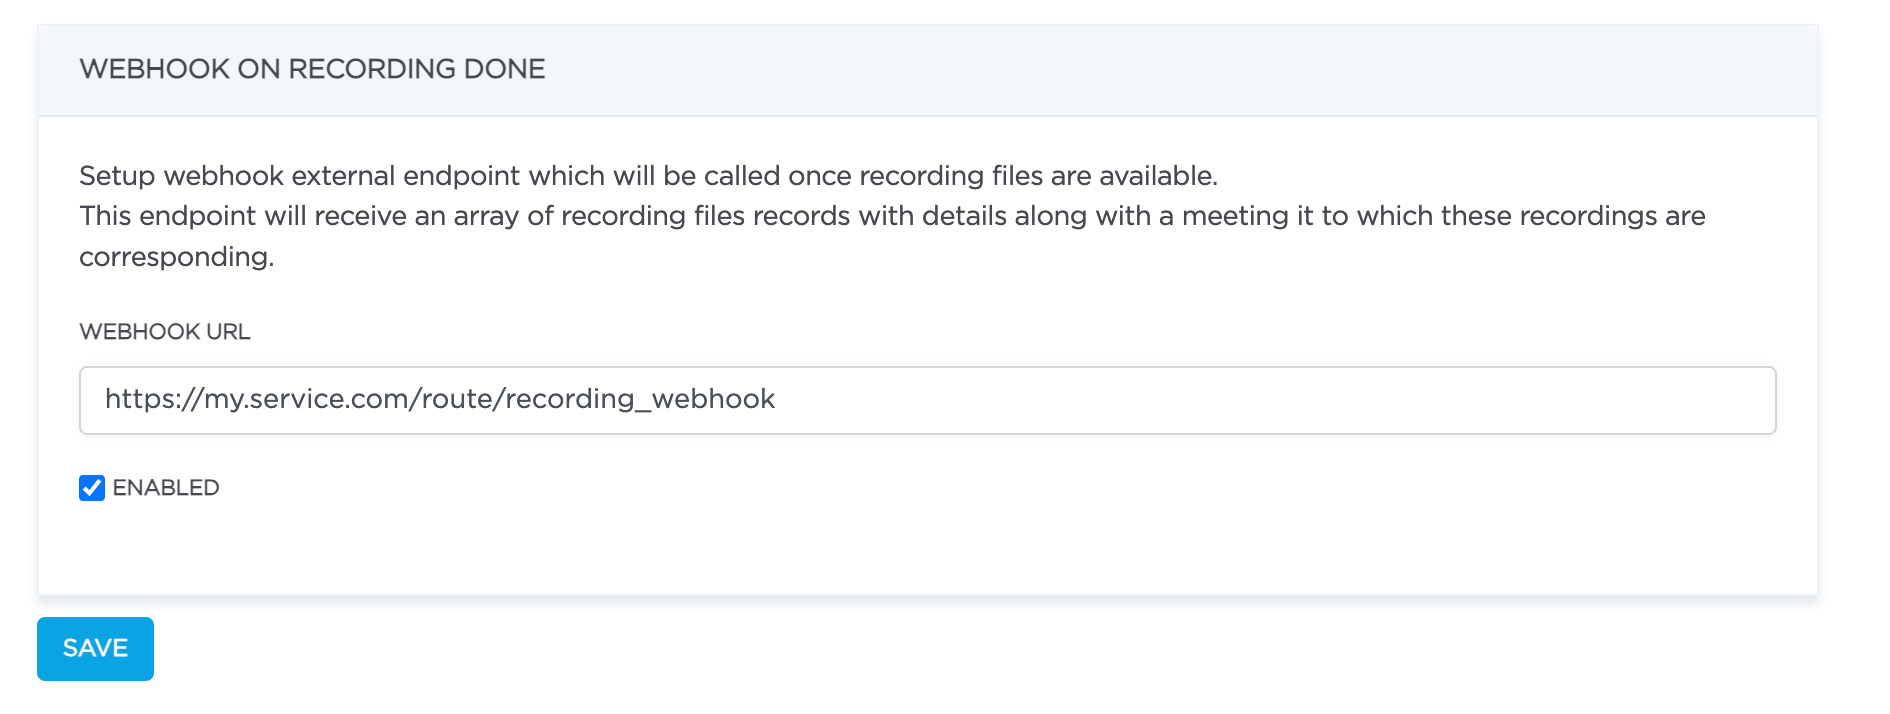 WEBHOOK ON RECORDING DONE
Setup webhook external endpoint which will be called once recording files are available.
This endpoint will receive an array of recording files records with details along with a meeting it to which these recordings are
corresponding.
WEBHOOK URL
https://my.service.com/route/recording_webhook
ENABLED
SAVE